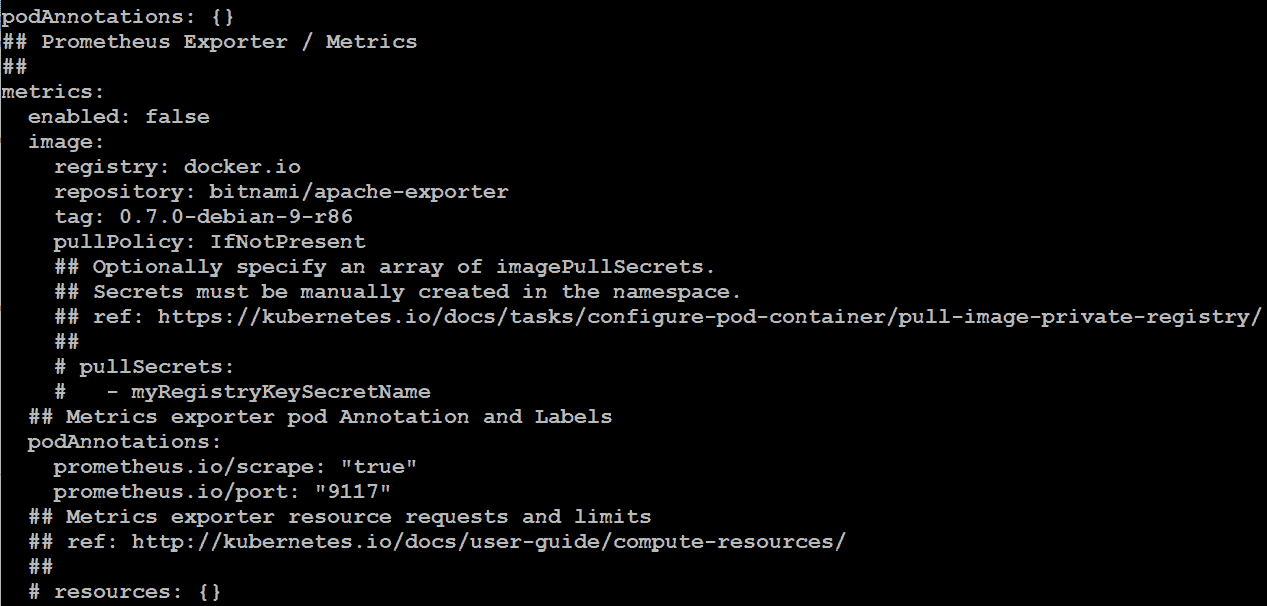 podAnnotations: {}
## Prometheus Exporter / Metrics
##
metrics:
  enabled: false
  image:
    registry: docker.io
    repository: bitnami/apache-exporter
    tag: 0.7.0-debian-9-r86
    pullPolicy: IfNotPresent
    ## Optionally specify an array of imagePullSecrets.
    ## Secrets must be manually created in the namespace.
    ## ref: https://kubernetes.io/docs/tasks/configure-pod-container/pull-image-private-registry/
    ##
    # pullSecrets:
    #   - myRegistryKeySecretName
  ## Metrics exporter pod Annotation and Labels
  podAnnotations:
    prometheus.io/scrape: "true"
    prometheus.io/port: "9117"
  ## Metrics exporter resource requests and limits
  ## ref: http://kubernetes.io/docs/user-guide/compute-resources/
  ##
  # resources: {}